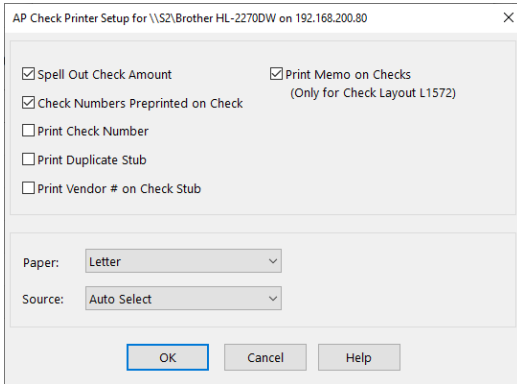 AP Check Printer Setup for \\S2\Brother HL-2270DW on 192.168.200.80
Spell Out Check Amount
Print Memo on Checks
(Only for Check Layout L1572)
Check Numbers Preprinted on Check
Print Check Number
Print Duplicate Stub
Print Vendor # on Check Stub
Paper: Letter
Source: Auto Select
OK Cancel Help